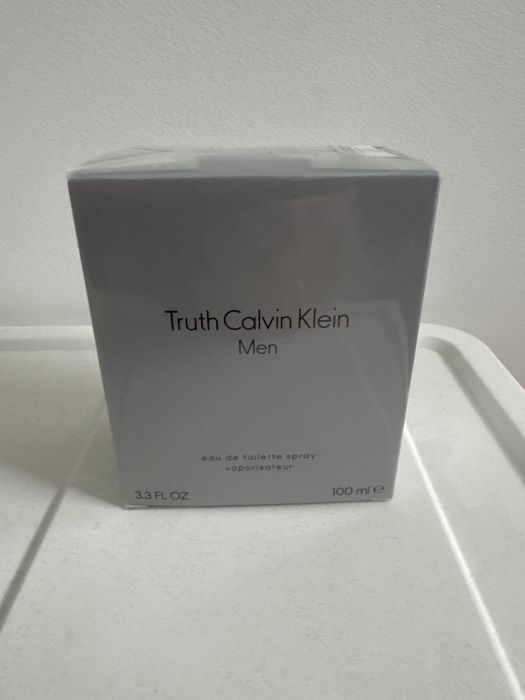 Truth Calvin Klein
Men
eau de toilette spray
vaporisateur
3.3 FL OZ
100 ml ℮